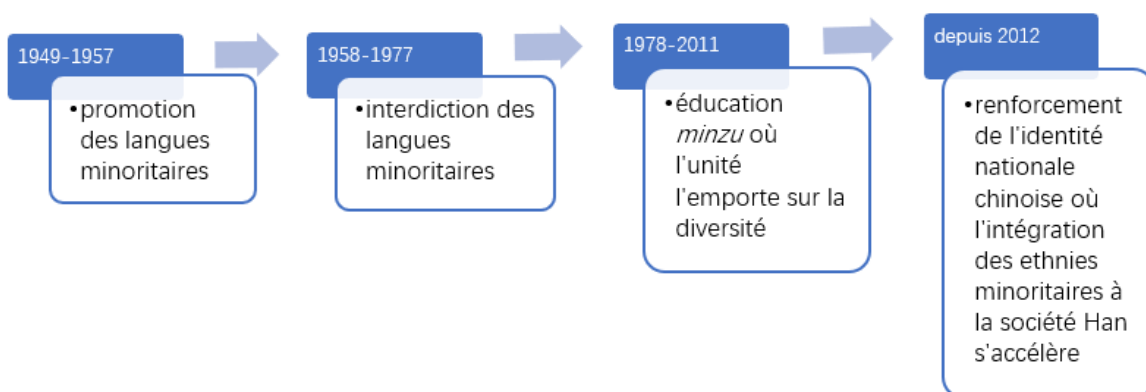 1949-1957
•promotion
des langues
minoritaires
1958-1977
•interdiction des
langues
minoritaires
1978-2011
•éducation
minzu où
l'unité
l'emporte sur la
diversité
depuis 2012
•renforcement
de l'identité
nationale
chinoise où
l'intégration
des ethnies
minoritaires à
la société Han
s'accélère